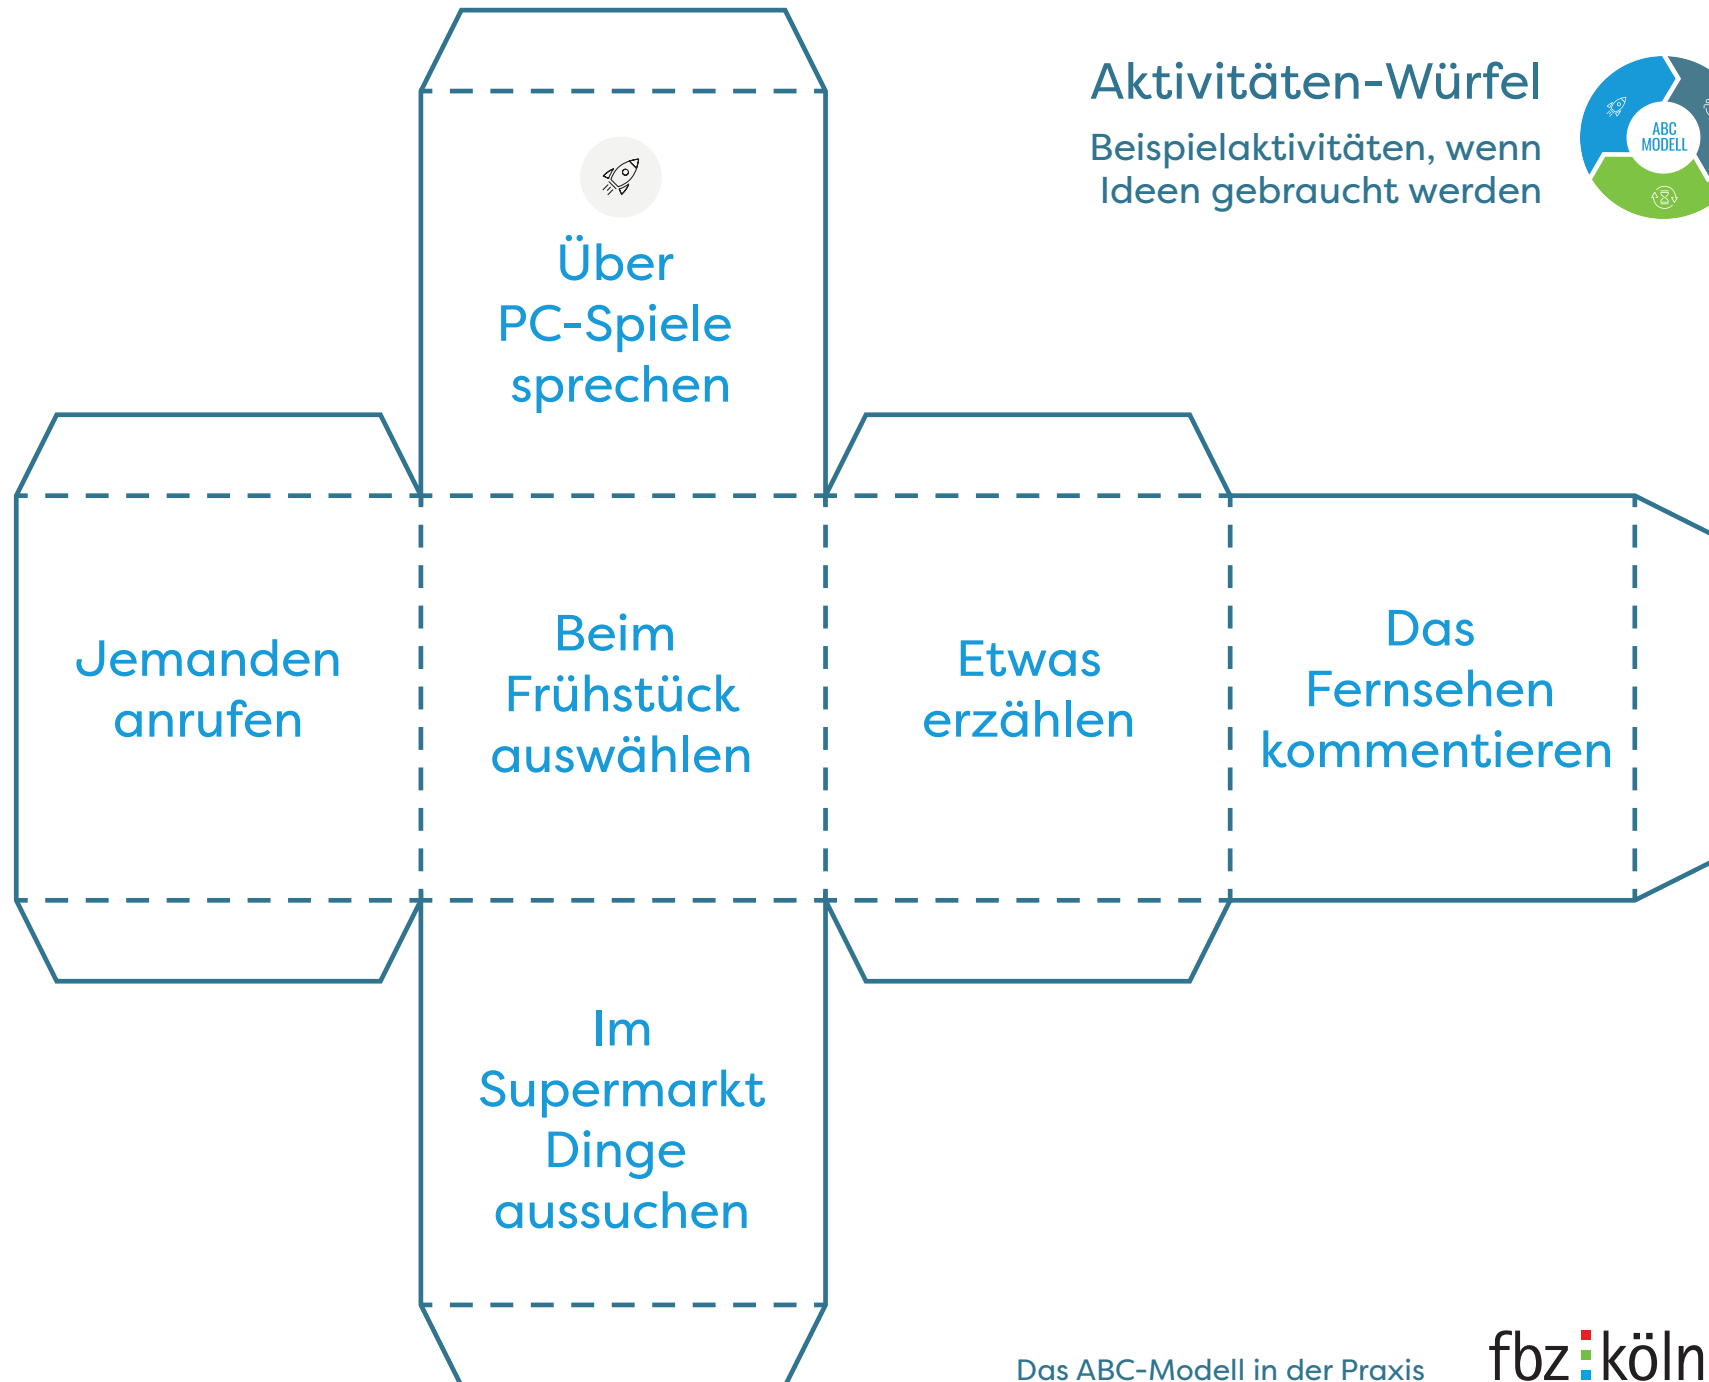 Aktivitäten-Würfel
Beispielaktivitäten, wenn
Ideen gebraucht werden
ABC
MODELL
Über
PC-Spiele
sprechen
Jemanden
anrufen
Beim
Frühstück
auswählen
Etwas
erzählen
Das
Fernsehen
kommentieren
Im
Supermarkt
Dinge
aussuchen
Das ABC-Modell in der Praxis
fbz köln